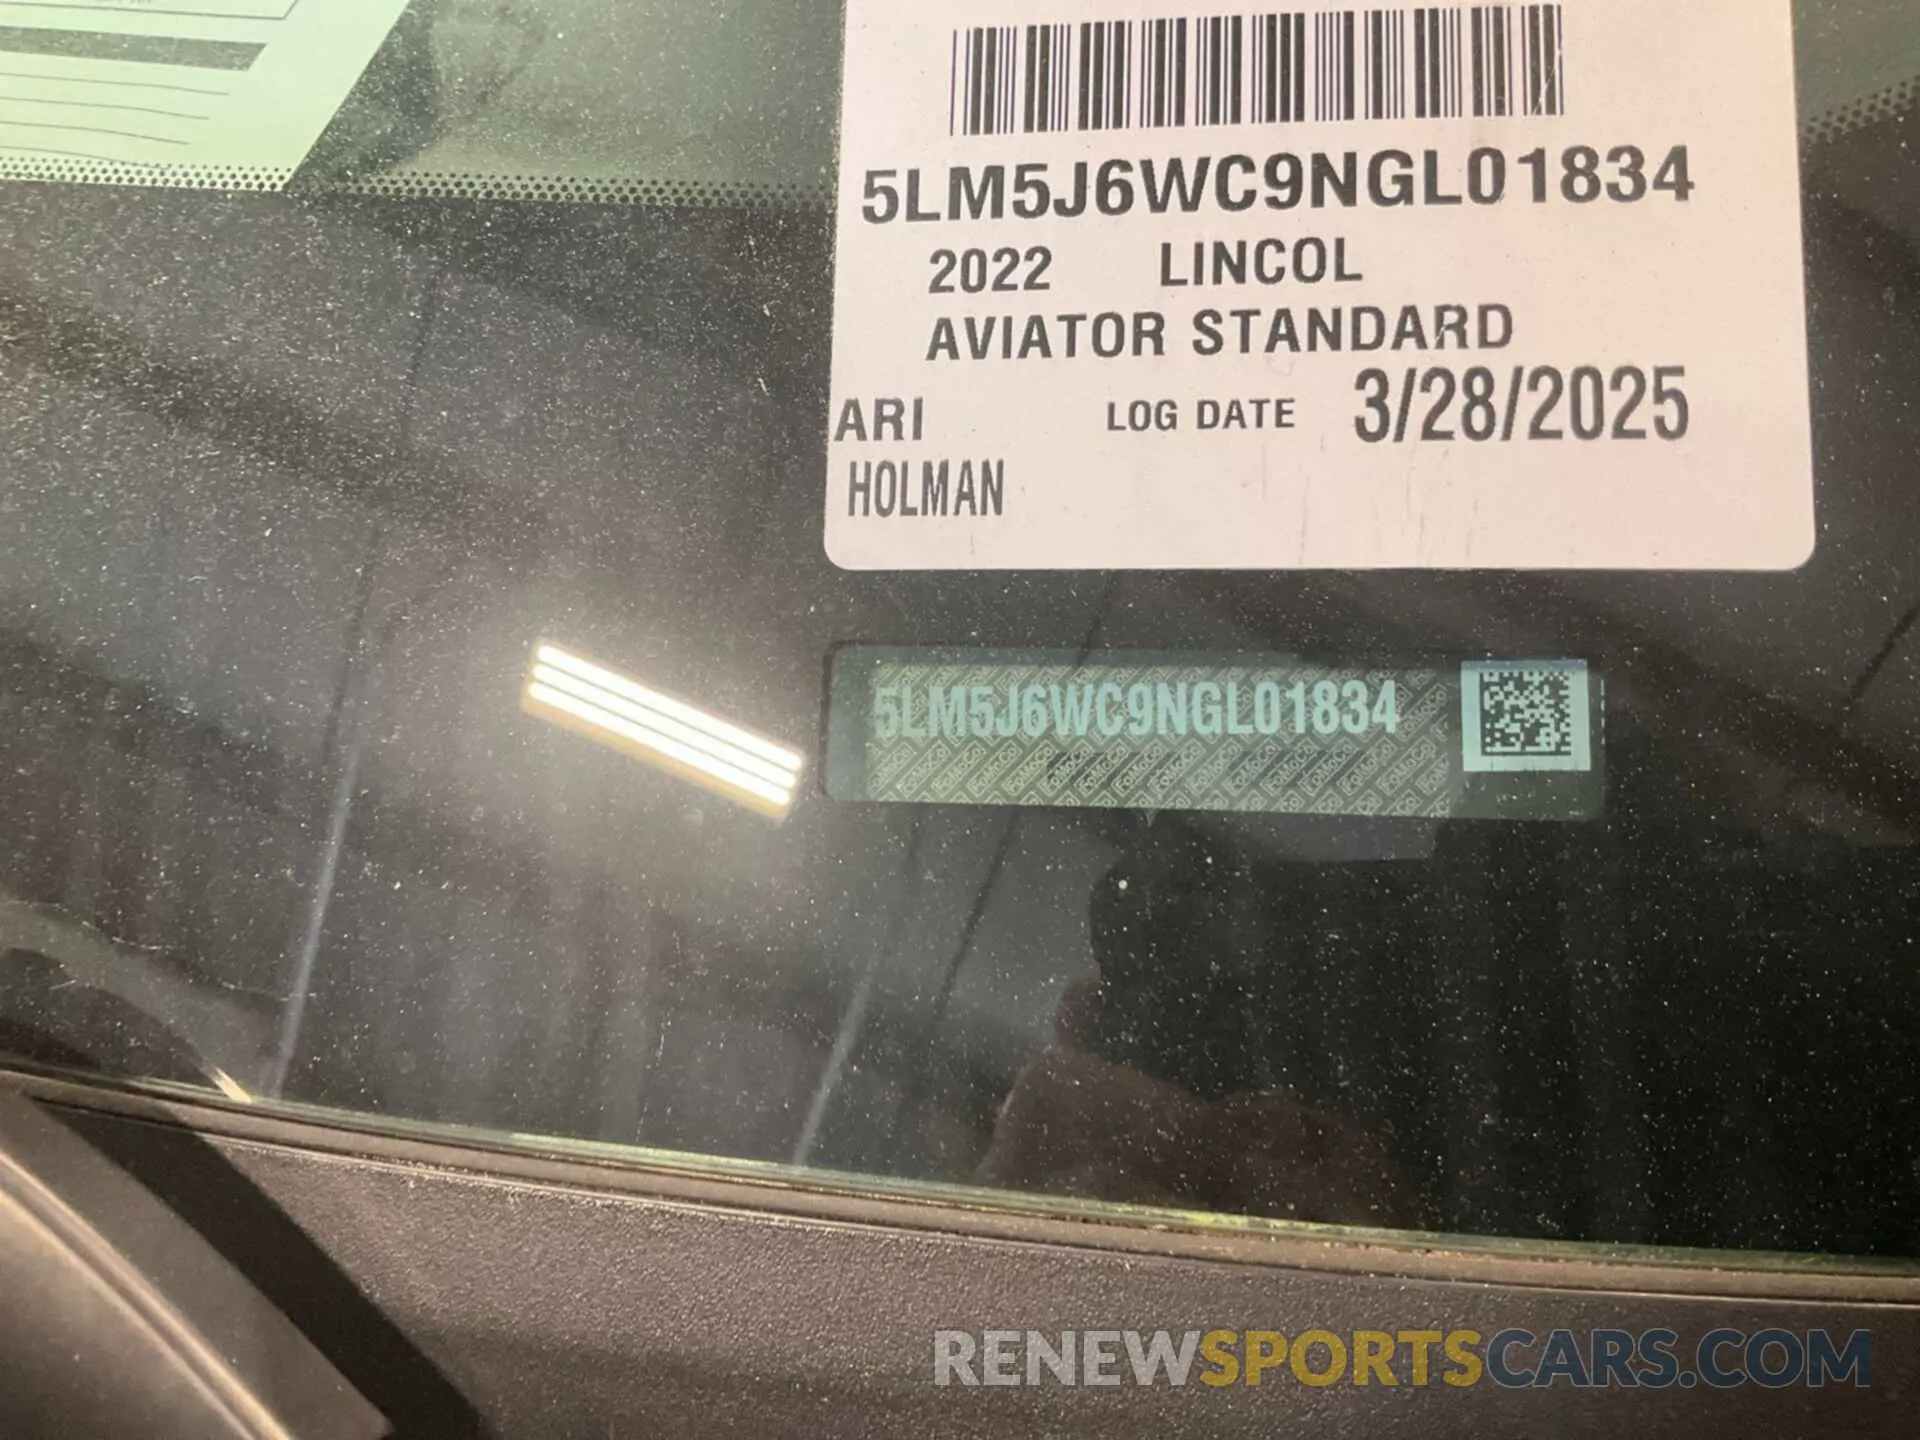 5LM5J6WC9NGL01834
2022 LINCOL
AVIATOR STANDARD
ARI LOG DATE 3/28/2025
HOLMAN
5LM5J6WC9NGL01834
RENEWSPORTSCARS.COM